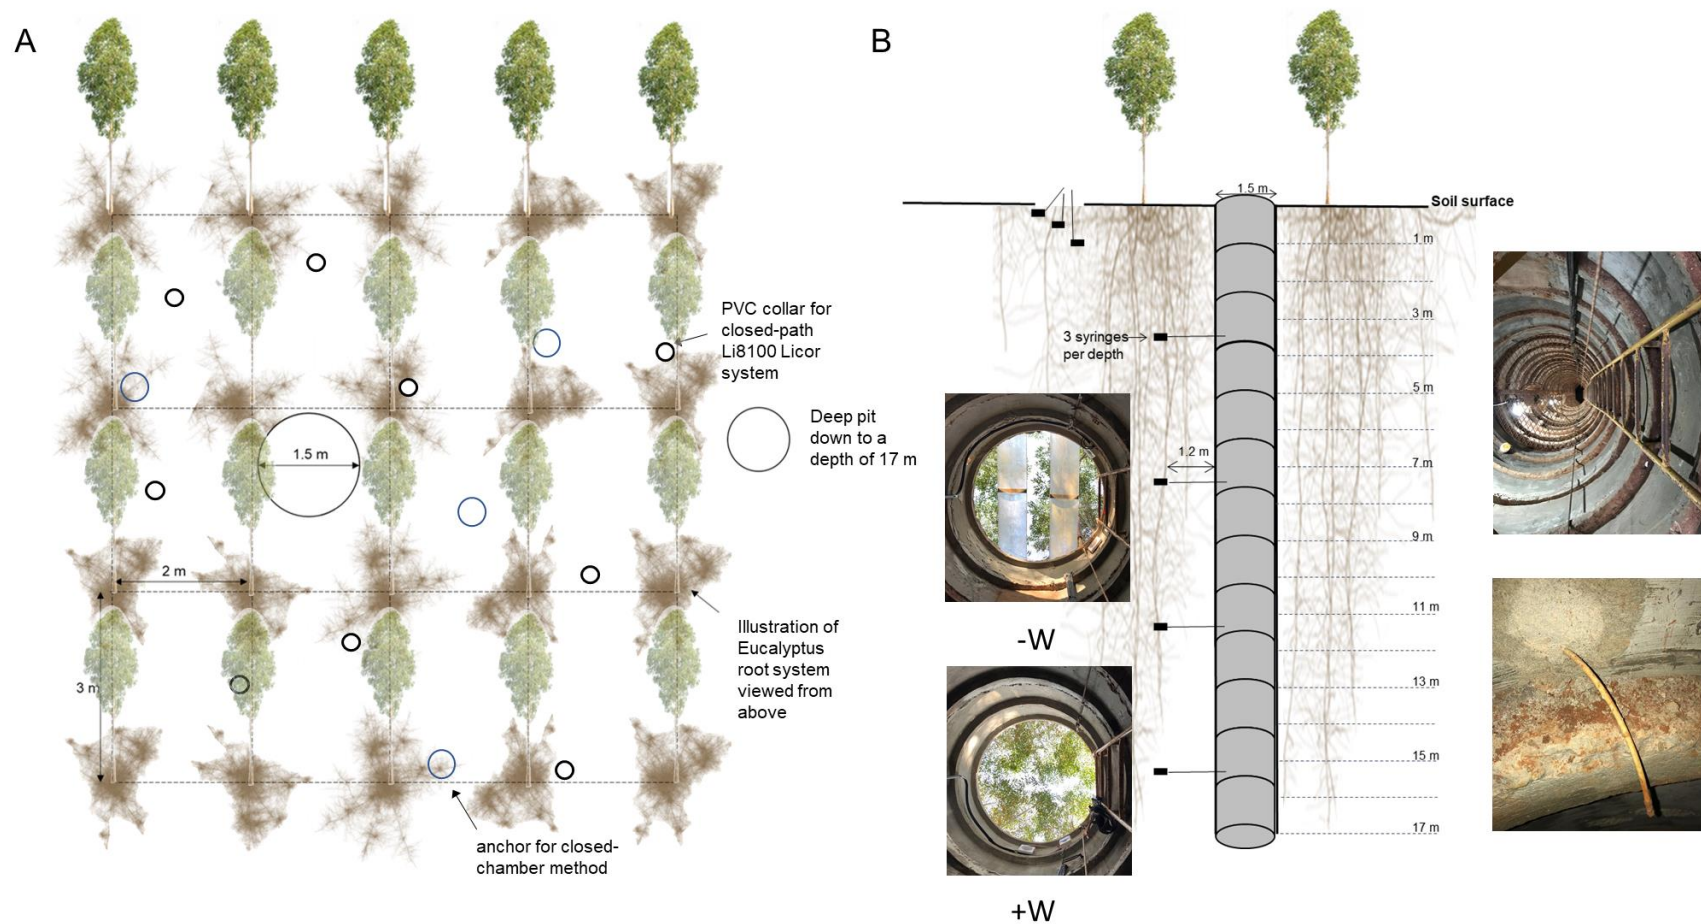 A
PVC collar for
closed-path
Li8100 Licor
system
Deep pit
down to a
depth of 17 m
1.5 m
2 m
3 m
Illustration of
Eucalyptus
root system
viewed from
above
anchor for closed-
chamber method
B
1.5 m
Soil surface
1 m
3 m
3 syringes
per depth
5 m
1.2 m
7 m
9 m
11 m
-W
13 m
15 m
17 m
+W